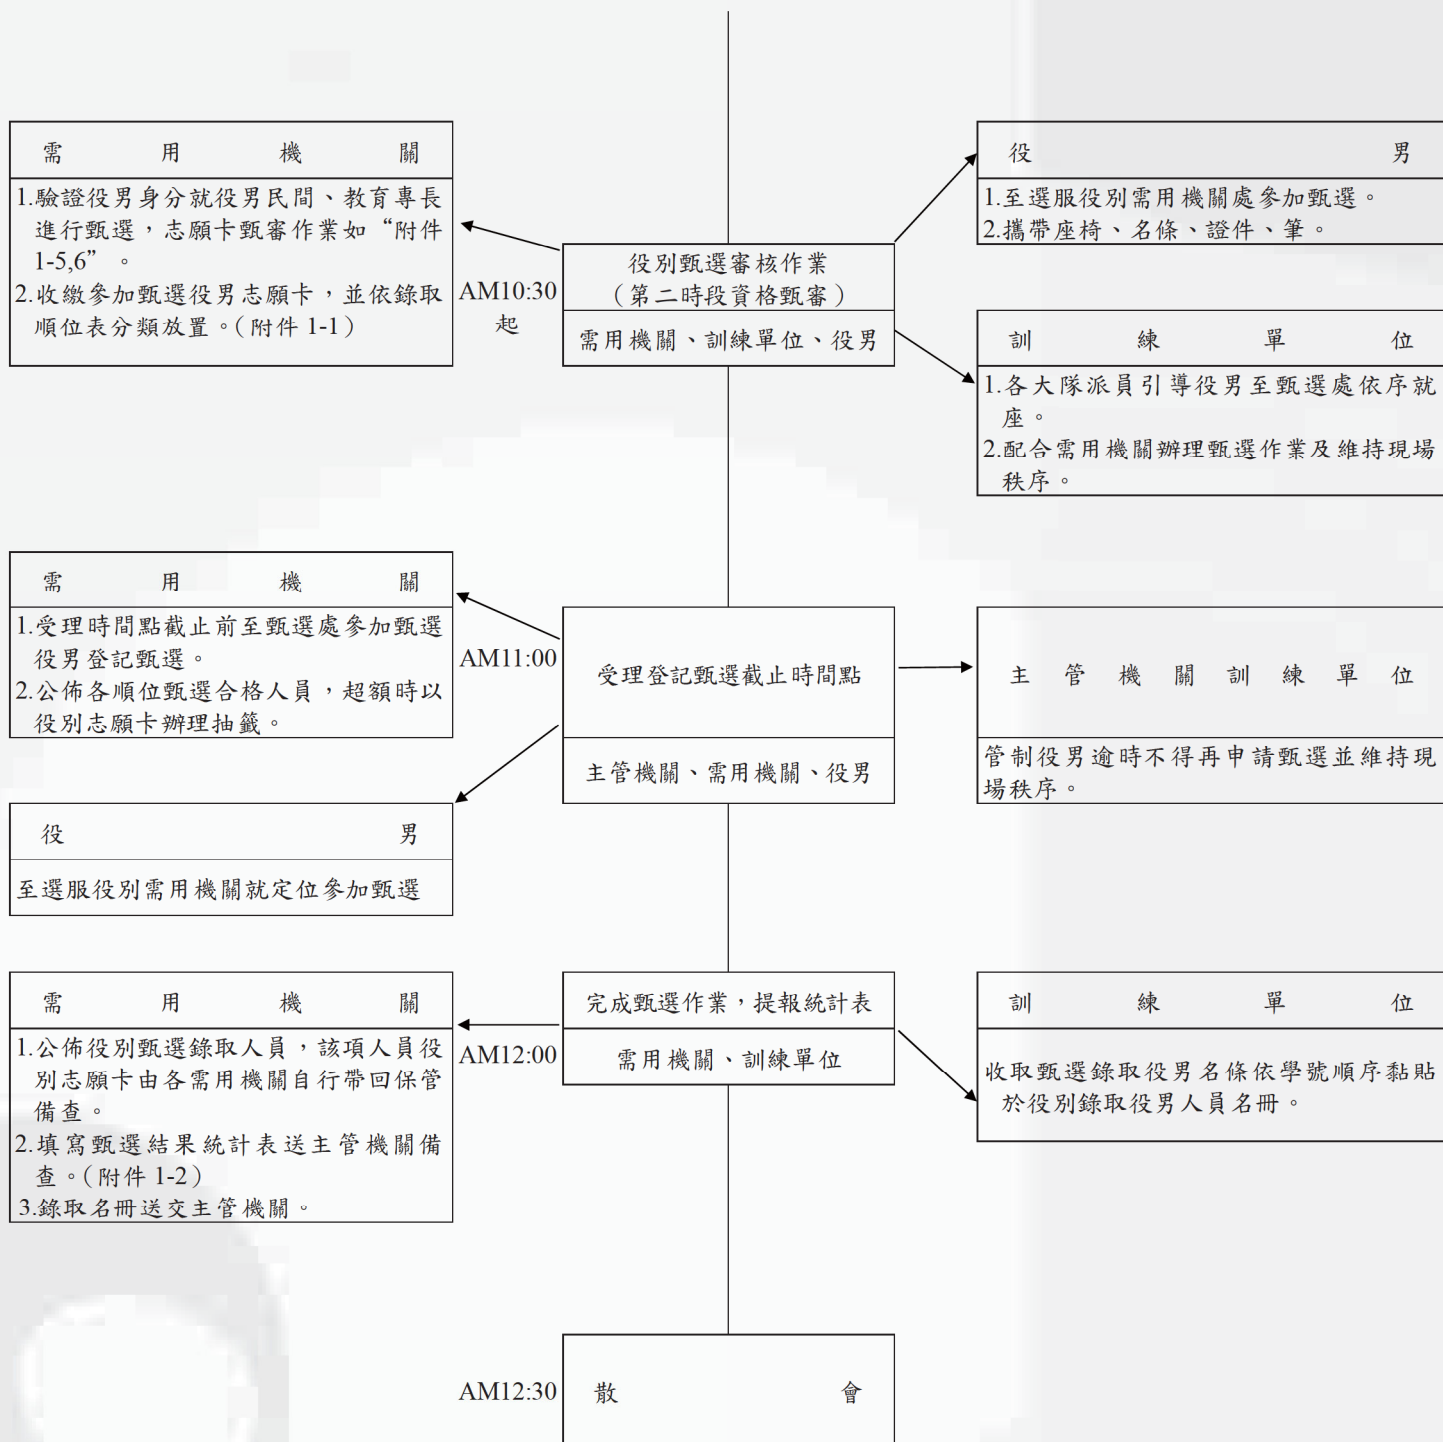 需用機關
1.驗證役男身分就役男民間、教育專長
進行甄選，志願卡甄審作業如“附件
1-5,6”。
2.收繳參加甄選役男志願卡，並依錄取
順位表分類放置。（附件 1-1）
AM10:30
起
役別甄選審核作業
（第二時段資格甄審）
需用機關、訓練單位、役男
役男
1.至選服役別需用機關處參加甄選。
2.攜帶座椅、名條、證件、筆。
訓練單位
1.各大隊派員引導役男至甄選處依序就
座。
2.配合需用機關辦理甄選作業及維持現場
秩序。
需用機關
1.受理時間點截止前至甄選處參加甄選
役男登記甄選。
2.公佈各順位甄選合格人員，超額時以
役別志願卡辦理抽籤。
AM11:00
受理登記甄選截止時間點
主管機關、需用機關、役男
主管機關訓練單位
管制役男逾時不得再申請甄選並維持現
場秩序。
役男
至選服役別需用機關就定位參加甄選
需用機關
1.公佈役別甄選錄取人員，該項人員役
別志願卡由各需用機關自行帶回保管
備查。
2.填寫甄選結果統計表送主管機關備
查。（附件 1-2）
3.錄取名冊送交主管機關。
AM12:00
完成甄選作業，提報統計表
需用機關、訓練單位
訓練單位
收取甄選錄取役男名條依學號順序黏貼
於役別錄取役男人員名冊。
AM12:30
散會